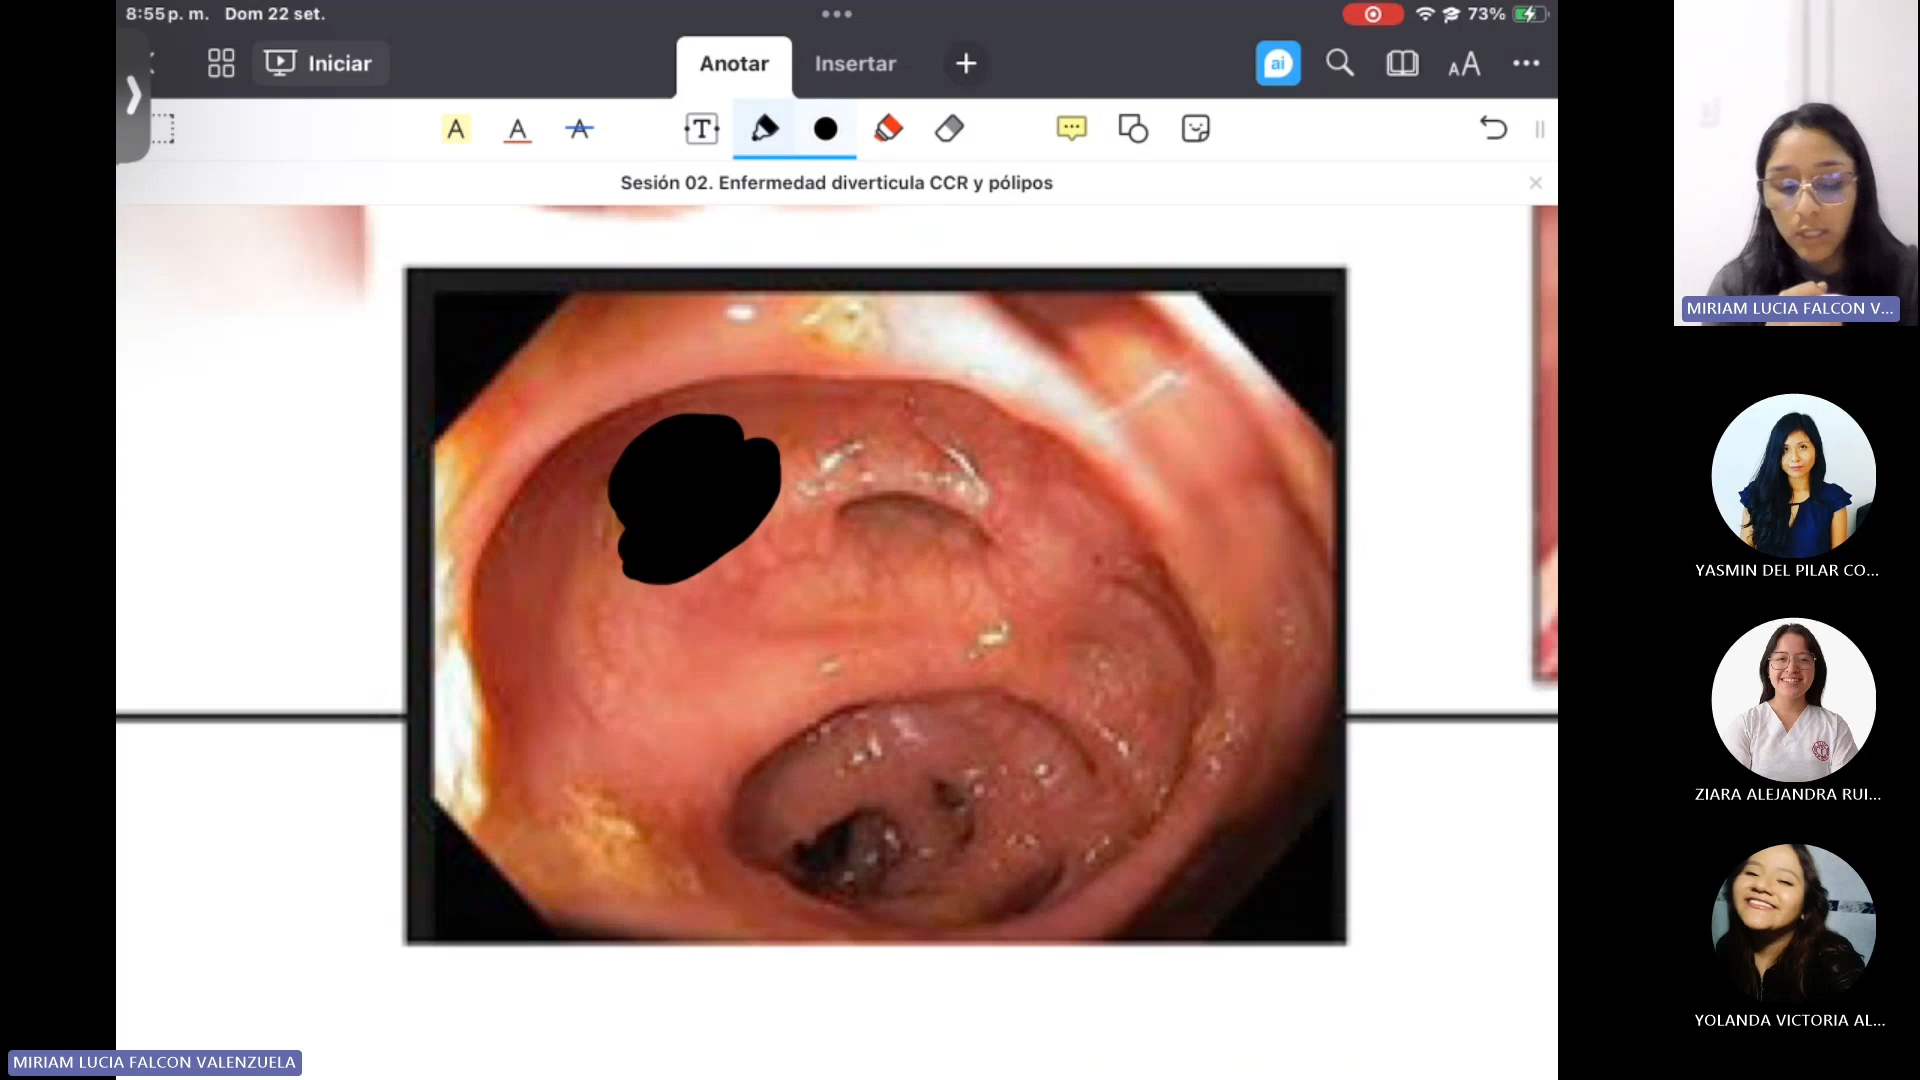 8:55 p. m. Dom 22 set.
73%
Iniciar
Anotar
Insertar
ai
AA
A A A
T
Sesión 02. Enfermedad diverticula CCR y pólipos
MIRIAM LUCIA FALCON V...
YASMIN DEL PILAR CO...
ZIARA ALEJANDRA RUI...
YOLANDA VICTORIA AL...
MIRIAM LUCIA FALCON VALENZUELA